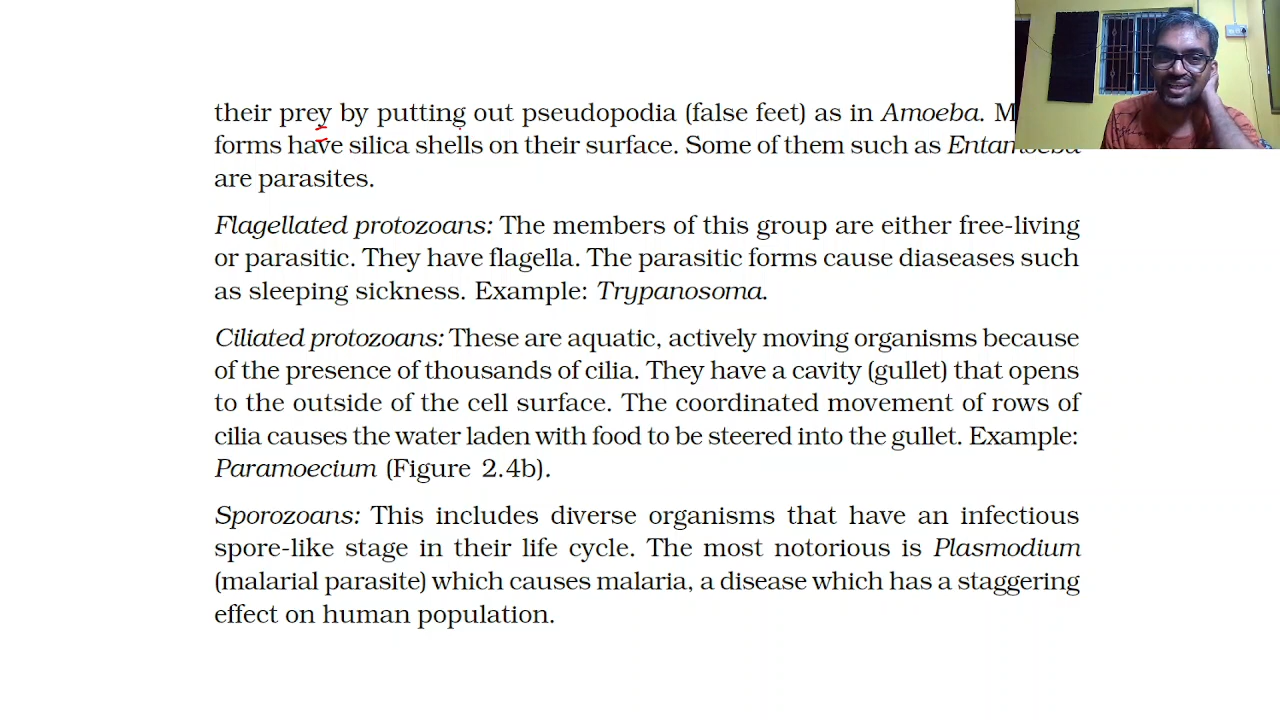 their prey by putting out pseudopodia (false feet) as in Amoeba.
forms have silica shells on their surface. Some of them such as
are parasites.
Flagellated protozoans: The members of this group are either free-living
or parasitic. They have flagella. The parasitic forms cause diaseases such
as sleeping sickness. Example: Trypanosoma.
Ciliated protozoans: These are aquatic, actively moving organisms because
of the presence of thousands of cilia. They have a cavity (gullet) that opens
to the outside of the cell surface. The coordinated movement of rows of
cilia causes the water laden with food to be steered into the gullet. Example:
Paramoecium (Figure 2.4b).
Sporozoans: This includes diverse organisms that have an infectious
spore-like stage in their life cycle. The most notorious is Plasmodium
(malarial parasite) which causes malaria, a disease which has a staggering
effect on human population.